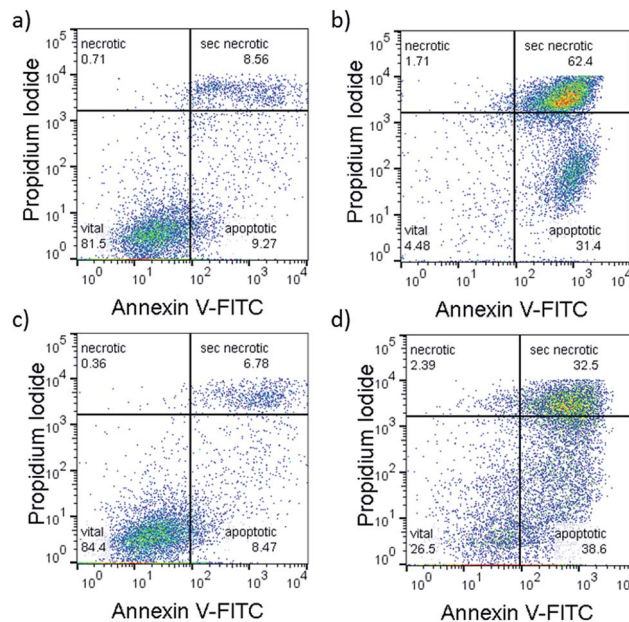 a)
necrotic
0.71
sec necrotic
8.56
vital
81.5
apoptotic
9.27
10^5
10^4
10^3
10^2
10^1
10^0
Propidium Iodide
10^0 10^1 10^2 10^3 10^4
Annexin V-FITC
b)
necrotic
1.71
sec necrotic
62.4
vital
4.48
apoptotic
31.4
10^5
10^4
10^3
10^2
10^1
10^0
Propidium Iodide
10^0 10^1 10^2 10^3 10^4
Annexin V-FITC
c)
necrotic
0.36
sec necrotic
6.78
vital
84.4
apoptotic
8.47
10^5
10^4
10^3
10^2
10^1
10^0
Propidium Iodide
10^0 10^1 10^2 10^3 10^4
Annexin V-FITC
d)
necrotic
2.39
sec necrotic
32.5
vital
26.5
apoptotic
38.6
10^5
10^4
10^3
10^2
10^1
10^0
Propidium Iodide
10^0 10^1 10^2 10^3 10^4
Annexin V-FITC